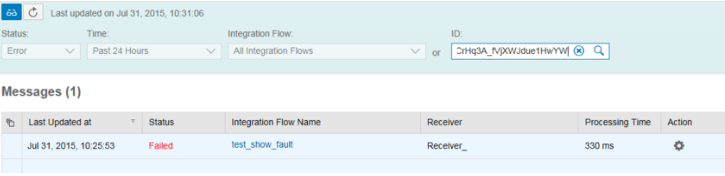 Last updated on Jul 31, 2015, 10:31:06
Status: Time: Integration Flow: ID:
Error Past 24 Hours All Integration Flows or CrHq3A_fVjXWJdue1HwYW
Messages (1)
Last Updated at Status Integration Flow Name Receiver Processing Time Action
Jul 31, 2015, 10:25:53 Failed test_show_fault Receiver_ 330 ms